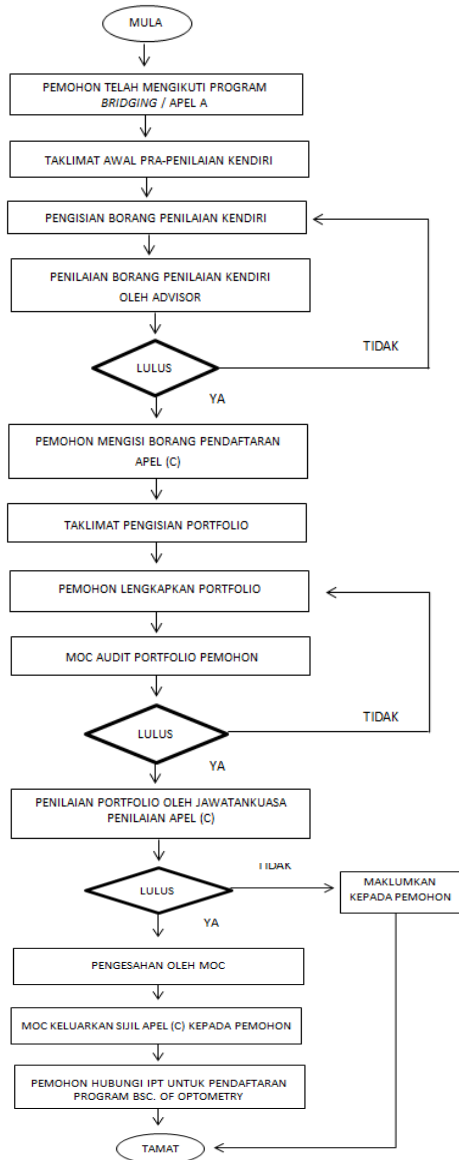 MULA
PEMOHON TELAH MENGIKUTI PROGRAM
BRIDGING / APEL A
TAKLIMAT AWAL PRA-PENILAIAN KENDIRI
PENGISIAN BORANG PENILAIAN KENDIRI
PENILAIAN BORANG PENILAIAN KENDIRI
OLEH ADVISOR
TIDAK
LULUS
YA
PEMOHON MENGISI BORANG PENDAFTARAN
APEL (C)
TAKLIMAT PENGISIAN PORTFOLIO
PEMOHON LENGKAPKAN PORTFOLIO
MOC AUDIT PORTFOLIO PEMOHON
TIDAK
LULUS
YA
PENILAIAN PORTFOLIO OLEH JAWATANKUASA
PENILAIAN APEL (C)
TIDAK
LULUS
MAKLUMKAN
KEPADA PEMOHON
YA
PENGESAHAN OLEH MOC
MOC KELUARKAN SIJIL APEL (C) KEPADA PEMOHON
PEMOHON HUBUNGI IPT UNTUK PENDAFTARAN
PROGRAM BSC. OF OPTOMETRY
TAMAT